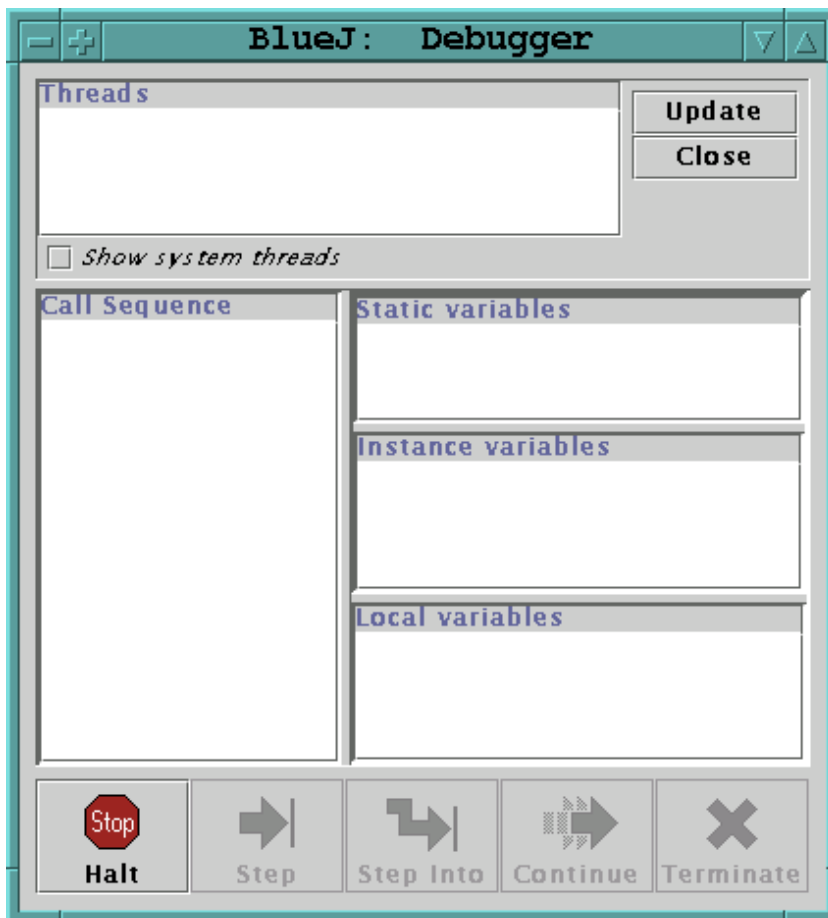 BlueJ: Debugger
Threads
Update
Close
Show system threads
Call Sequence
Static variables
Instance variables
Local variables
Stop
Halt
Step
Step Into
Continue
Terminate